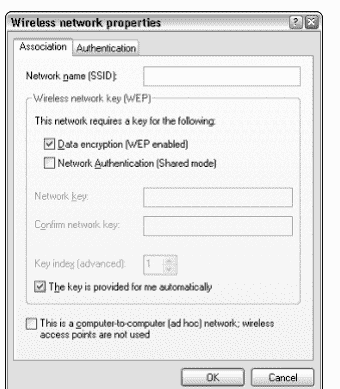 Wireless network properties
Association
Authentication
Network name (SSID):
Wireless network key (WEP)
This network requires a key for the following:
Data encryption (WEP enabled)
Network Authentication (Shared mode)
Network key:
Confirm network key:
Key index (advanced):
1
The key is provided for me automatically
This is a computer-to-computer (ad hoc) network; wireless
access points are not used
OK
Cancel